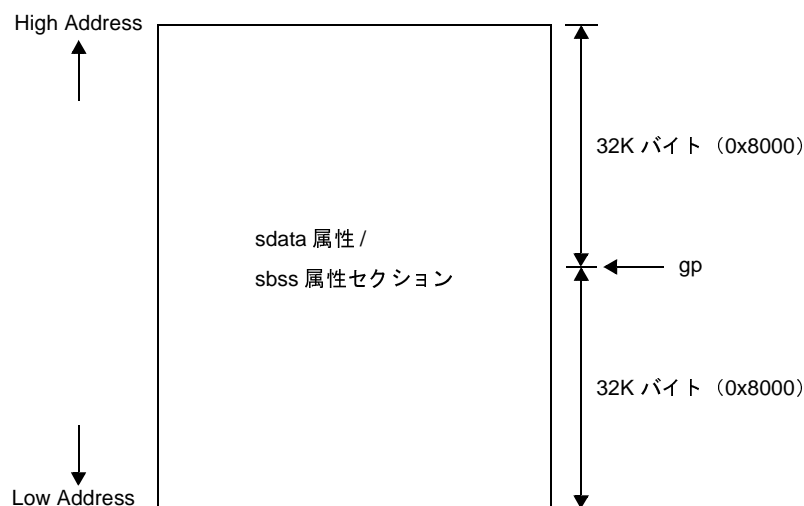 High Address
32K バイト（0x8000）
sdata 属性 /
sbss 属性セクション
gp
32K バイト（0x8000）
Low Address